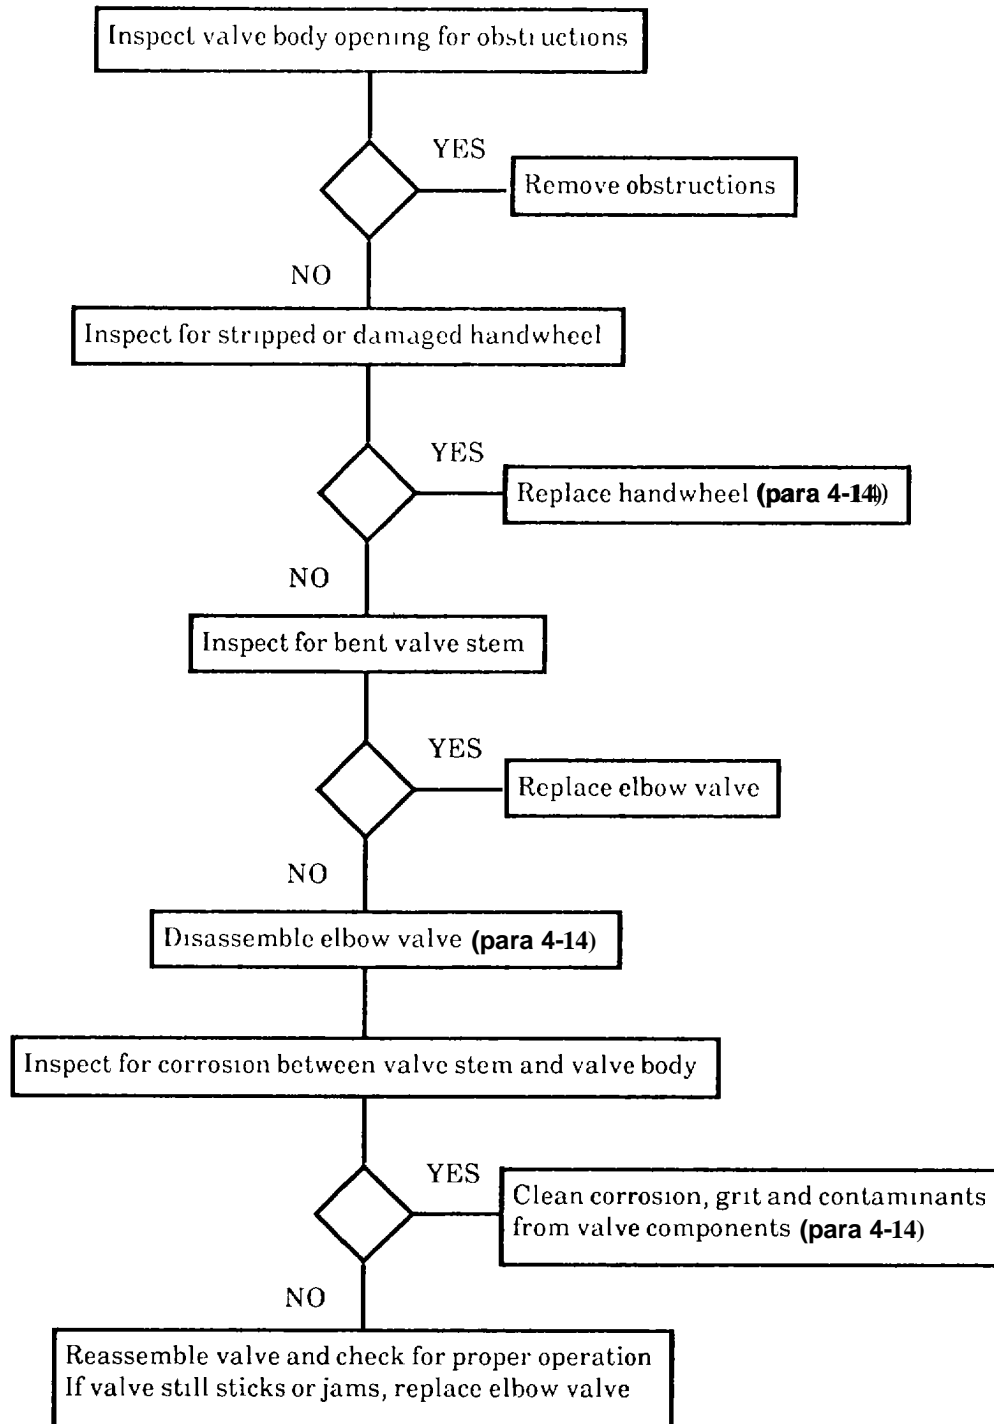 Inspect valve body opening for obstructions
YES
Remove obstructions
NO
Inspect for stripped or damaged handwheel
YES
Replace handwheel (para 4-14)
NO
Inspect for bent valve stem
YES
Replace elbow valve
NO
Disassemble elbow valve (para 4-14)
Inspect for corrosion between valve stem and valve body
YES
Clean corrosion, grit and contaminants
from valve components (para 4-14)
NO
Reassemble valve and check for proper operation
If valve still sticks or jams, replace elbow valve